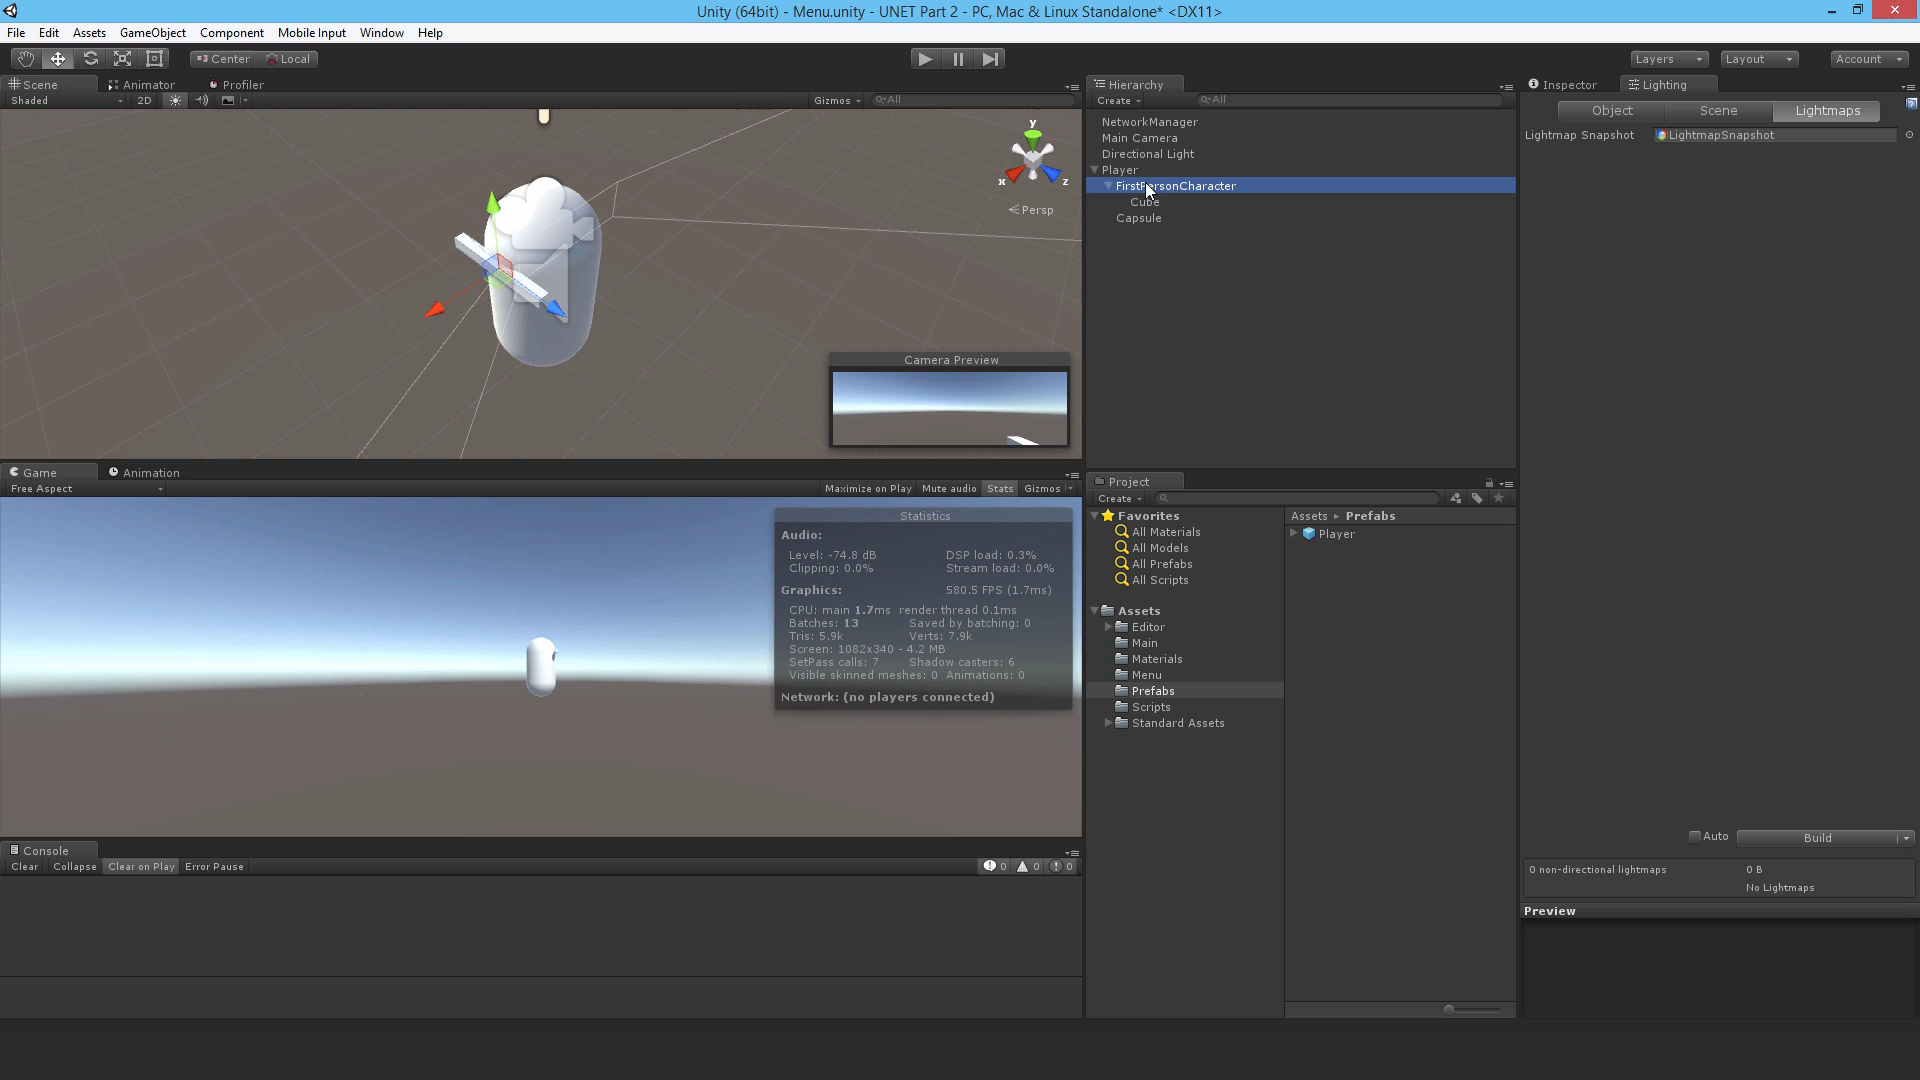 Unity (64bit) - Menu.unity - UNET Part 2 - PC, Mac & Linux Standalone* <DX11>
File Edit Assets GameObject Component Mobile Input Window Help
Center Local
Layers Layout Account
Scene Animator Profiler
Shaded 2D Gizmos All
y
x z
Persp
Camera Preview
Hierarchy
Create All
NetworkManager
Main Camera
Directional Light
Player
FirstPersonCharacter
Cube
Capsule
Inspector Lighting
Object Scene Lightmaps
Lightmap Snapshot LightmapSnapshot
Game Animation
Free Aspect Maximize on Play Mute audio Stats Gizmos
Statistics
Audio:
Level: -74.8 dB DSP load: 0.3%
Clipping: 0.0% Stream load: 0.0%
Graphics: 580.5 FPS (1.7ms)
CPU: main 1.7ms render thread 0.1ms
Batches: 13 Saved by batching: 0
Tris: 5.9k Verts: 7.9k
Screen: 1082x340 - 4.2 MB
SetPass calls: 7 Shadow casters: 6
Visible skinned meshes: 0 Animations: 0
Network: (no players connected)
Project
Create
Favorites
All Materials
All Models
All Prefabs
All Scripts
Assets
Editor
Main
Materials
Menu
Prefabs
Scripts
Standard Assets
Assets Prefabs
Player
Auto Build
0 non-directional lightmaps 0 B
No Lightmaps
Preview
Console
Clear Collapse Clear on Play Error Pause 0 0 0